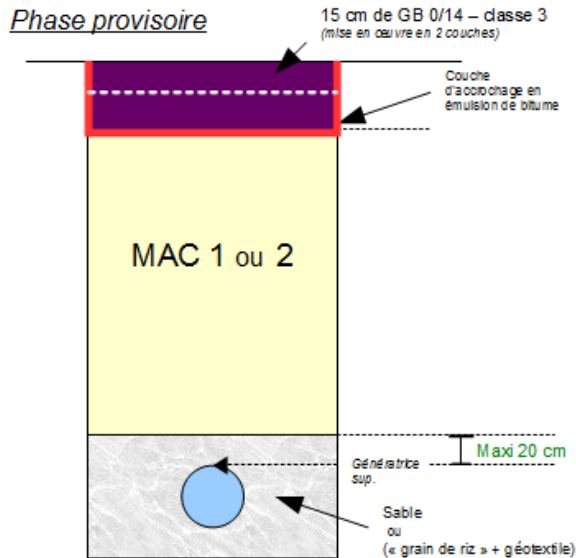 Phase provisoire
15 cm de GB 0/14 – classe 3
(mise en œuvre en 2 couches)
Couche
d'accrochage en
émulsion de bitume
MAC 1 ou 2
Maxi 20 cm
Génératrice
sup.
Sable
ou
(« grain de riz » + géotextile)